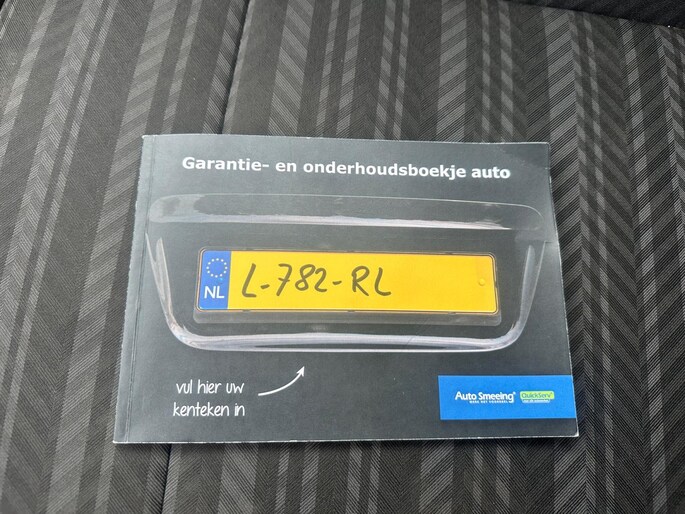 Garantie- en onderhoudsboekje auto
NL L-782-RL
vul hier uw
kenteken in
Auto Smeeing®
QuickServ®